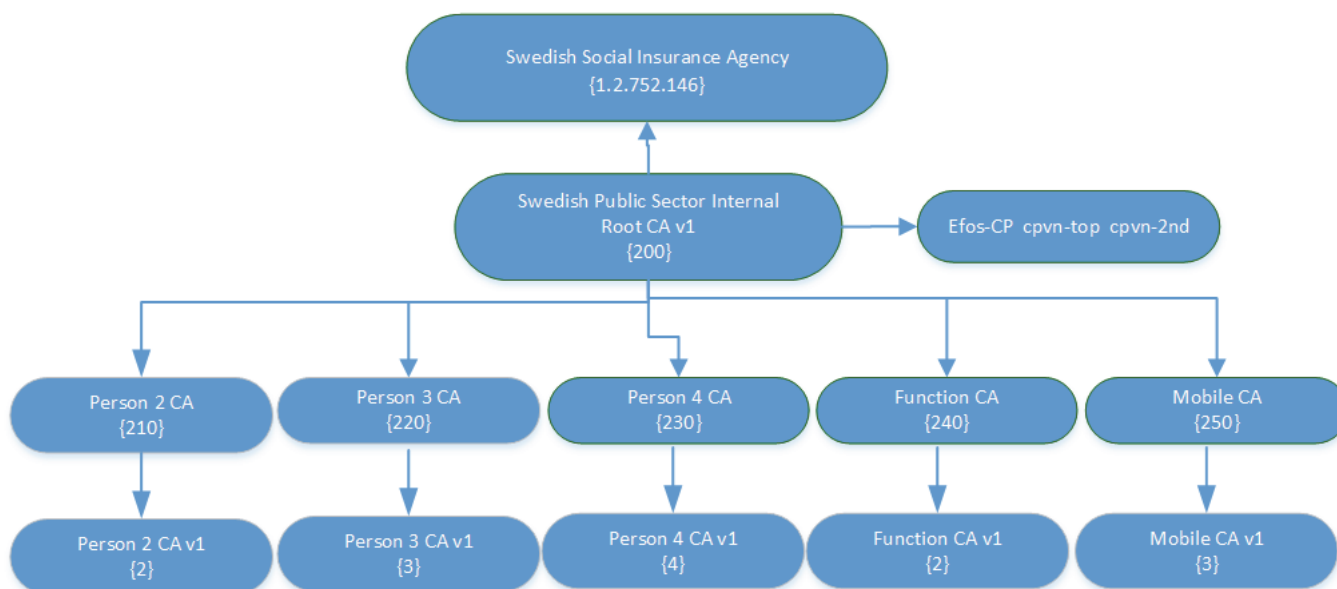 Swedish Social Insurance Agency
{1.2.752.146}
Swedish Public Sector Internal
Root CA v1
{200}
Efos-CP cpvn-top cpvn-2nd
Person 2 CA
{210}
Person 3 CA
{220}
Person 4 CA
{230}
Function CA
{240}
Mobile CA
{250}
Person 2 CA v1
{2}
Person 3 CA v1
{3}
Person 4 CA v1
{4}
Function CA v1
{2}
Mobile CA v1
{3}